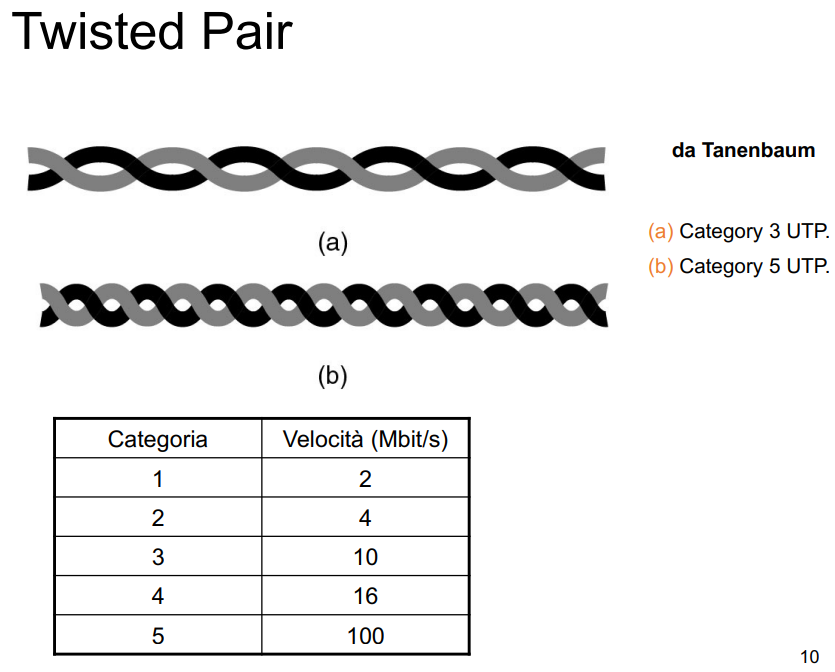 Twisted Pair
da Tanenbaum
(a) Category 3 UTP.
(b) Category 5 UTP.
(a)
(b)
Categoria Velocità (Mbit/s)
1 2
2 4
3 10
4 16
5 100
10